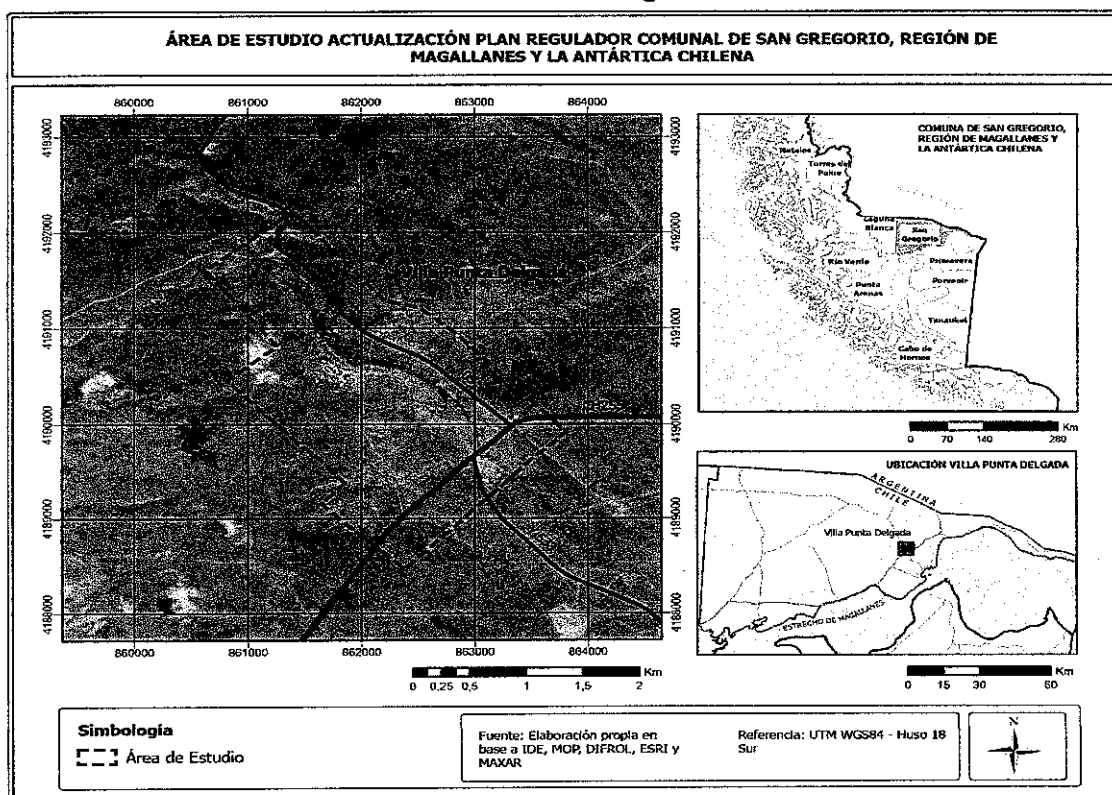 ÁREA DE ESTUDIO ACTUALIZACIÓN PLAN REGULADOR COMUNAL DE SAN GREGORIO, REGIÓN DE
MAGALLANES Y LA ANTÁRTICA CHILENA
860000 861000 862000 863000 864000
4193000 4193000
4192000 4192000
Villa Punta Delgada
4191000 4191000
4190000 4190000
4189000 4189000
4188000 4188000
860000 861000 862000 863000 864000
0 0,25 0,5 1 1,5 2 Km
COMUNA DE SAN GREGORIO,
REGIÓN DE MAGALLANES Y
LA ANTÁRTICA CHILENA
Natales
Torres del
Paine
Laguna
Blanca
San
Gregorio
Río Verde
Primavera
Punta
Arenas
Porvenir
Timaukel
Cabo de
Hornos
0 70 140 280 Km
UBICACIÓN VILLA PUNTA DELGADA
ARGENTINA
CHILE
Villa Punta Delgada
ESTRECHO DE MAGALLANES
0 15 30 60 Km
Simbología
Área de Estudio
Fuente: Elaboración propia en
base a IDE, MOP, DIFROL, ESRI y
MAXAR
Referencia: UTM WGS84 - Huso 18
Sur
N